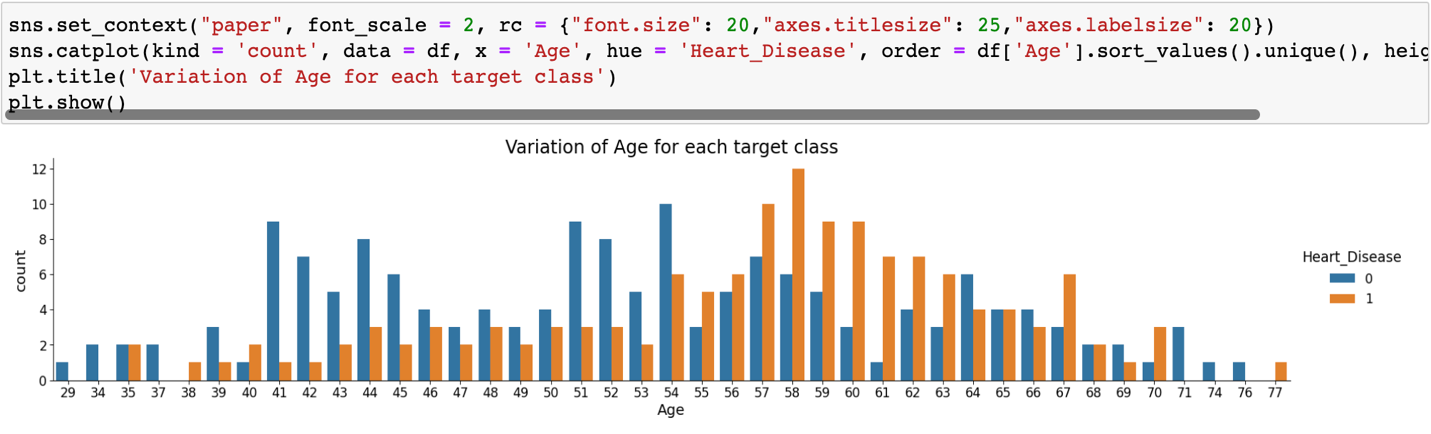 sns.set_context("paper", font_scale = 2, rc = {"font.size": 20,"axes.titlesize": 25,"axes.labelsize": 20})
sns.catplot(kind = 'count', data = df, x = 'Age', hue = 'Heart_Disease', order = df['Age'].sort_values().unique(), heig
plt.title('Variation of Age for each target class')
plt.show()
Variation of Age for each target class
12
10
8
6
4
2
0
count
29 34 35 37 38 39 40 41 42 43 44 45 46 47 48 49 50 51 52 53 54 55 56 57 58 59 60 61 62 63 64 65 66 67 68 69 70 71 74 76 77
Age
Heart_Disease
0
1